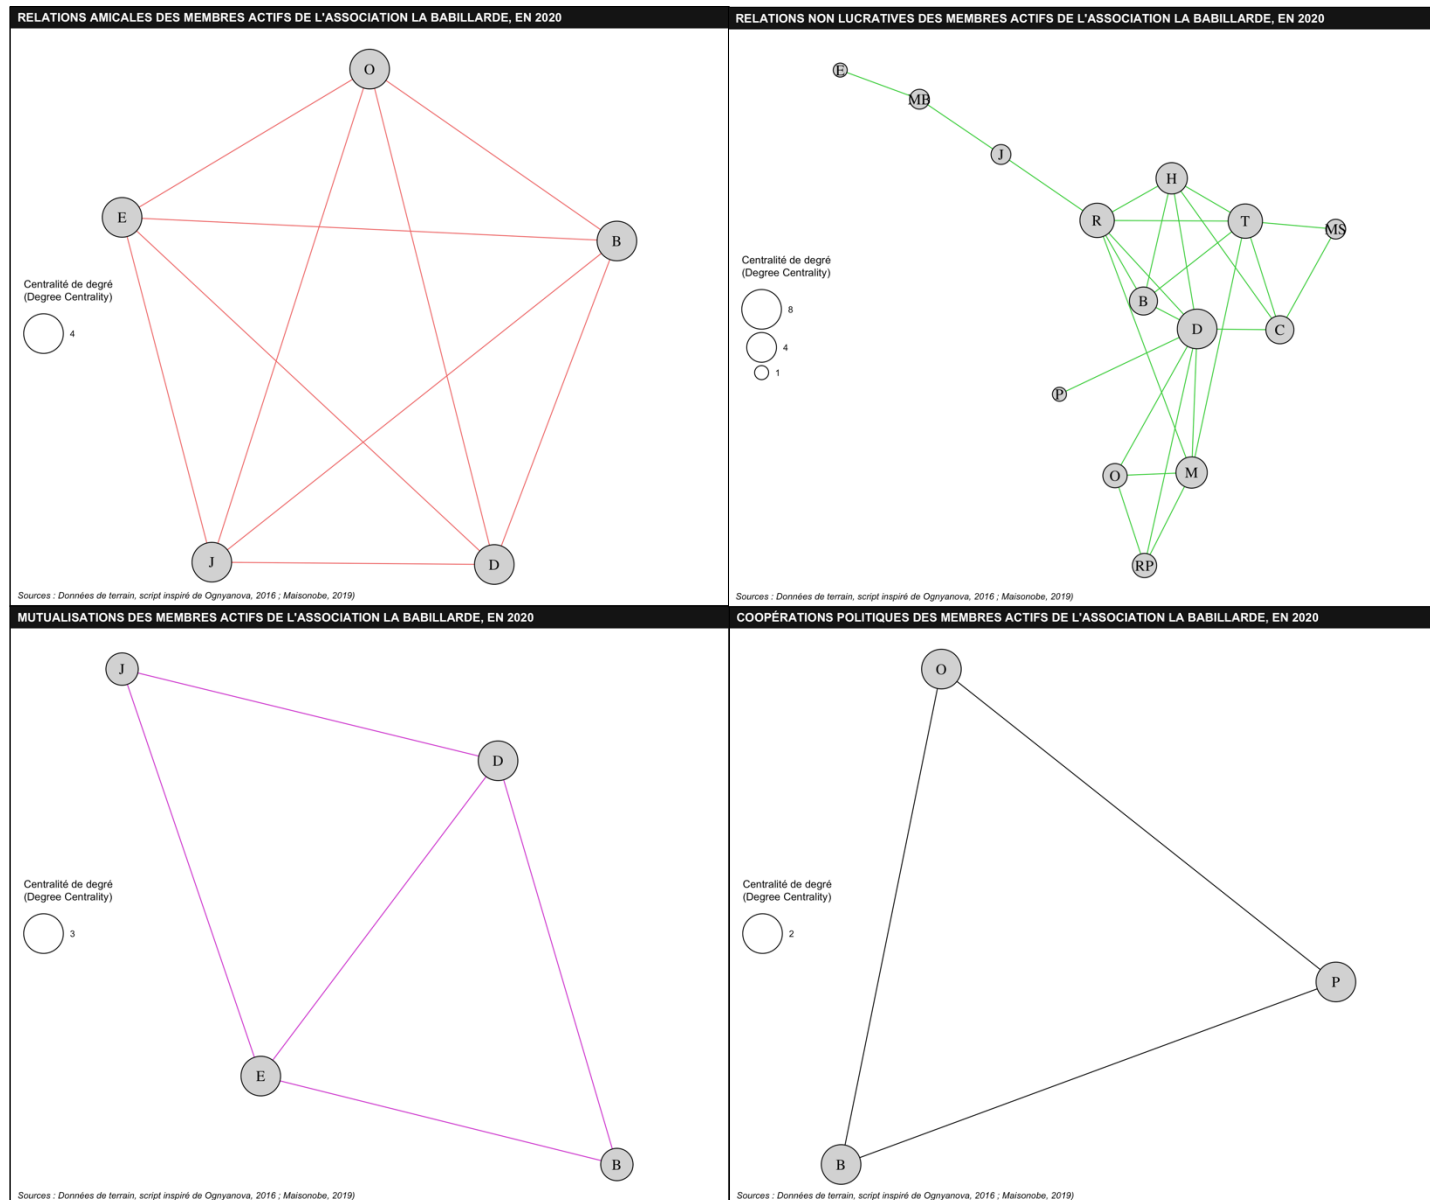 RELATIONS AMICALES DES MEMBRES ACTIFS DE L'ASSOCIATION LA BABILLARDE, EN 2020
O
E
B
Centralité de degré
(Degree Centrality)
4
J
D
Sources : Données de terrain, script inspiré de Ognyanova, 2016 ; Maisonobe, 2019)
RELATIONS NON LUCRATIVES DES MEMBRES ACTIFS DE L'ASSOCIATION LA BABILLARDE, EN 2020
E
MB
J
H
R
T
MS
Centralité de degré
(Degree Centrality)
8
4
1
B
D
C
P
O
M
RP
Sources : Données de terrain, script inspiré de Ognyanova, 2016 ; Maisonobe, 2019)
MUTUALISATIONS DES MEMBRES ACTIFS DE L'ASSOCIATION LA BABILLARDE, EN 2020
J
D
Centralité de degré
(Degree Centrality)
3
E
B
Sources : Données de terrain, script inspiré de Ognyanova, 2016 ; Maisonobe, 2019)
COOPÉRATIONS POLITIQUES DES MEMBRES ACTIFS DE L'ASSOCIATION LA BABILLARDE, EN 2020
O
Centralité de degré
(Degree Centrality)
2
P
B
Sources : Données de terrain, script inspiré de Ognyanova, 2016 ; Maisonobe, 2019)